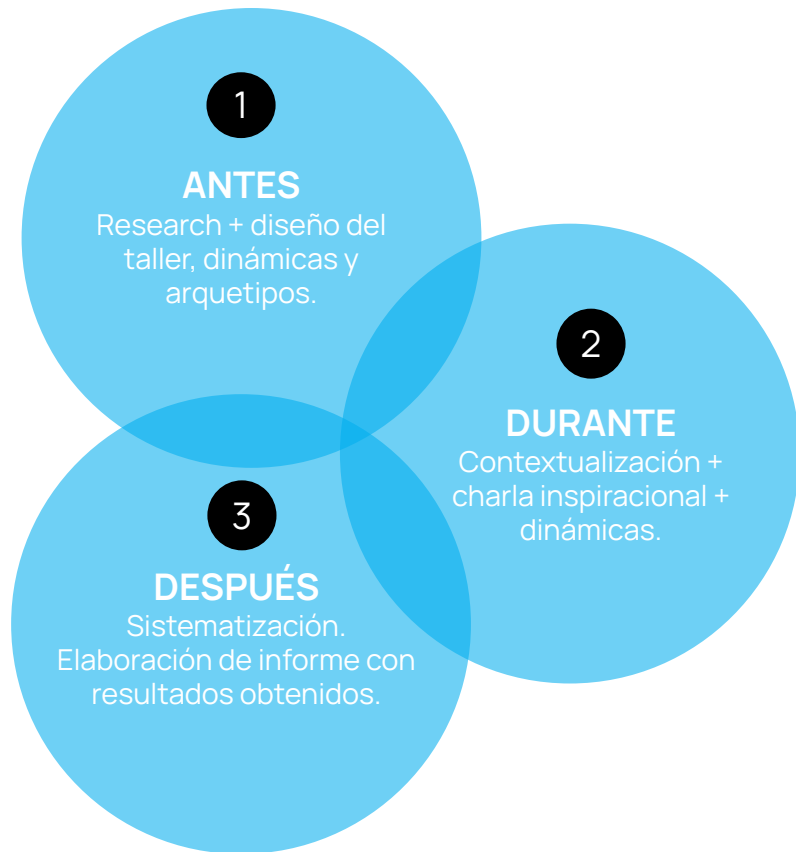 1
ANTES
Research + diseño del
taller, dinámicas y
arquetipos.
2
DURANTE
Contextualización +
charla inspiracional +
dinámicas.
3
DESPUÉS
Sistematización.
Elaboración de informe con
resultados obtenidos.